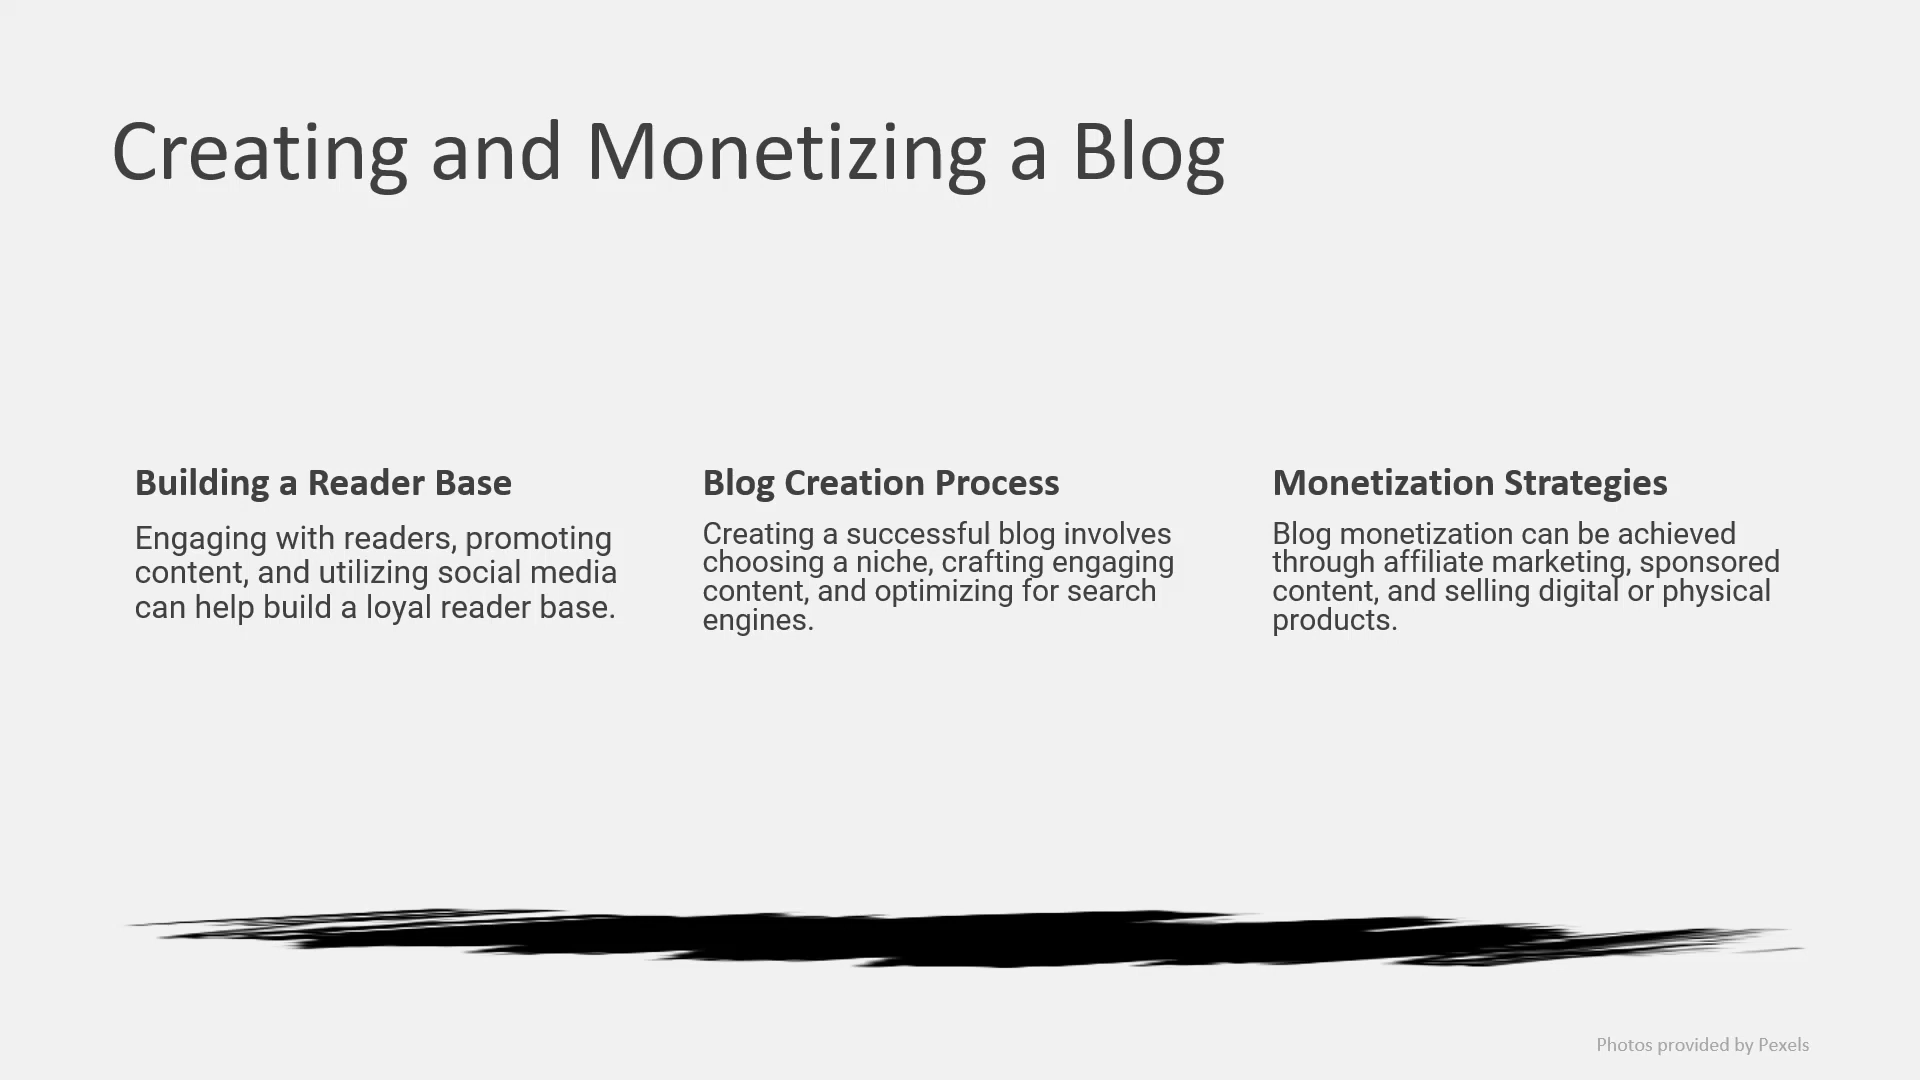 Creating and Monetizing a Blog
Building a Reader Base
Engaging with readers, promoting
content, and utilizing social media
can help build a loyal reader base.
Blog Creation Process
Creating a successful blog involves
choosing a niche, crafting engaging
content, and optimizing for search
engines.
Monetization Strategies
Blog monetization can be achieved
through affiliate marketing, sponsored
content, and selling digital or physical
products.
Photos provided by Pexels